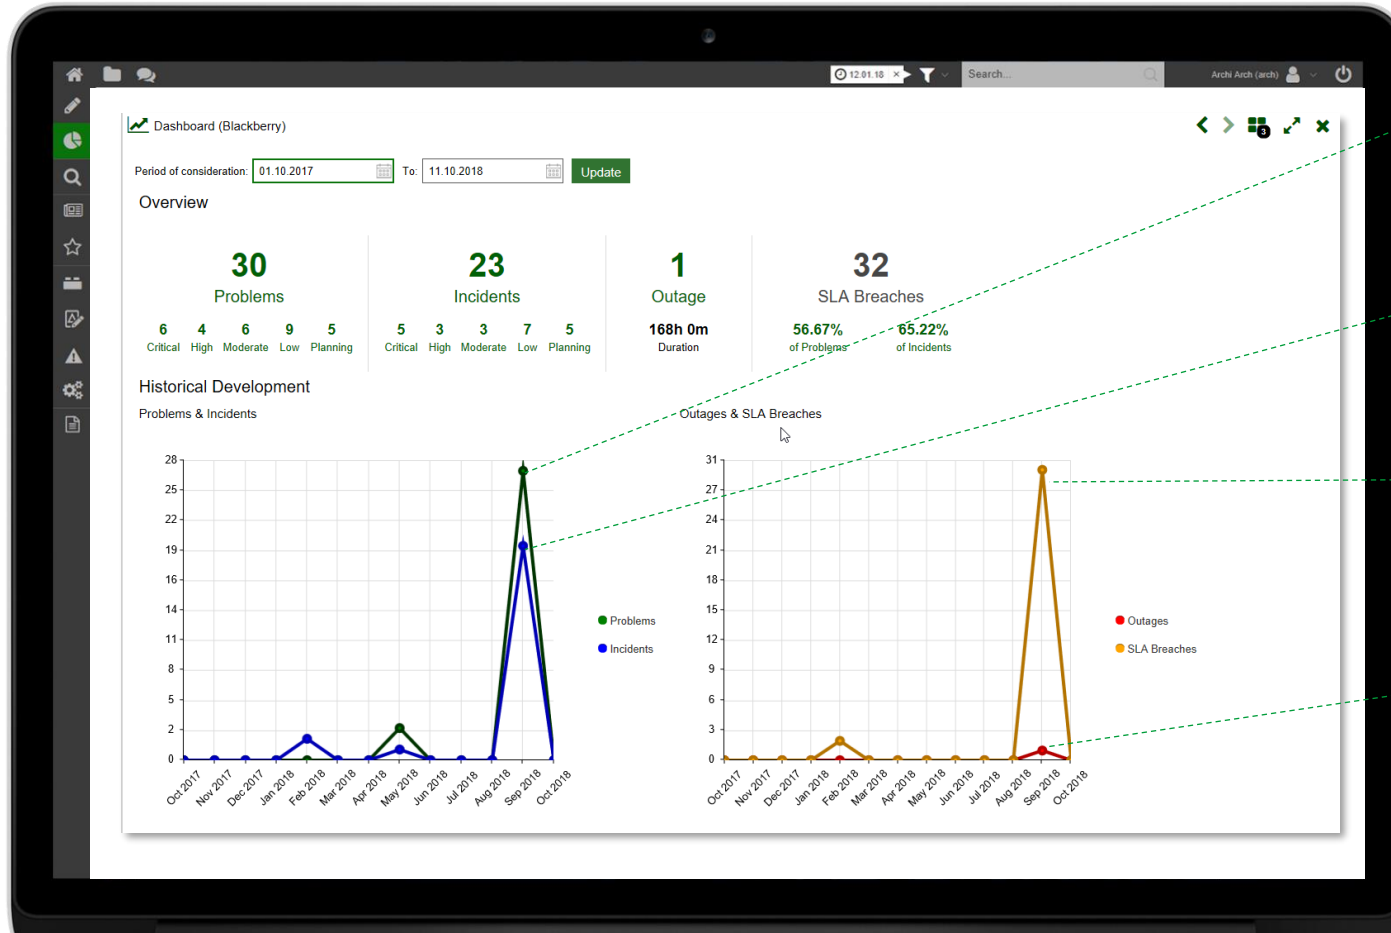 12.01.18 ×
Search...
Archi Arch (arch)
Dashboard (Blackberry)
3
Period of consideration: 01.10.2017 To: 11.10.2018 Update
Overview
30 23 1 32
Problems Incidents Outage SLA Breaches
6 4 6 9 5 5 3 3 7 5 168h 0m 56.67% 65.22%
Critical High Moderate Low Planning Critical High Moderate Low Planning Duration of Problems of Incidents
Historical Development
Problems & Incidents
28
25
22
19
16
14
11
8
5
2
0
Oct 2017 Nov 2017 Dec 2017 Jan 2018 Feb 2018 Mar 2018 Apr 2018 May 2018 Jun 2018 Jul 2018 Aug 2018 Sep 2018 Oct 2018
Problems
Incidents
Outages & SLA Breaches
31
27
24
21
18
15
12
9
6
3
0
Oct 2017 Nov 2017 Dec 2017 Jan 2018 Feb 2018 Mar 2018 Apr 2018 May 2018 Jun 2018 Jul 2018 Aug 2018 Sep 2018 Oct 2018
Outages
SLA Breaches